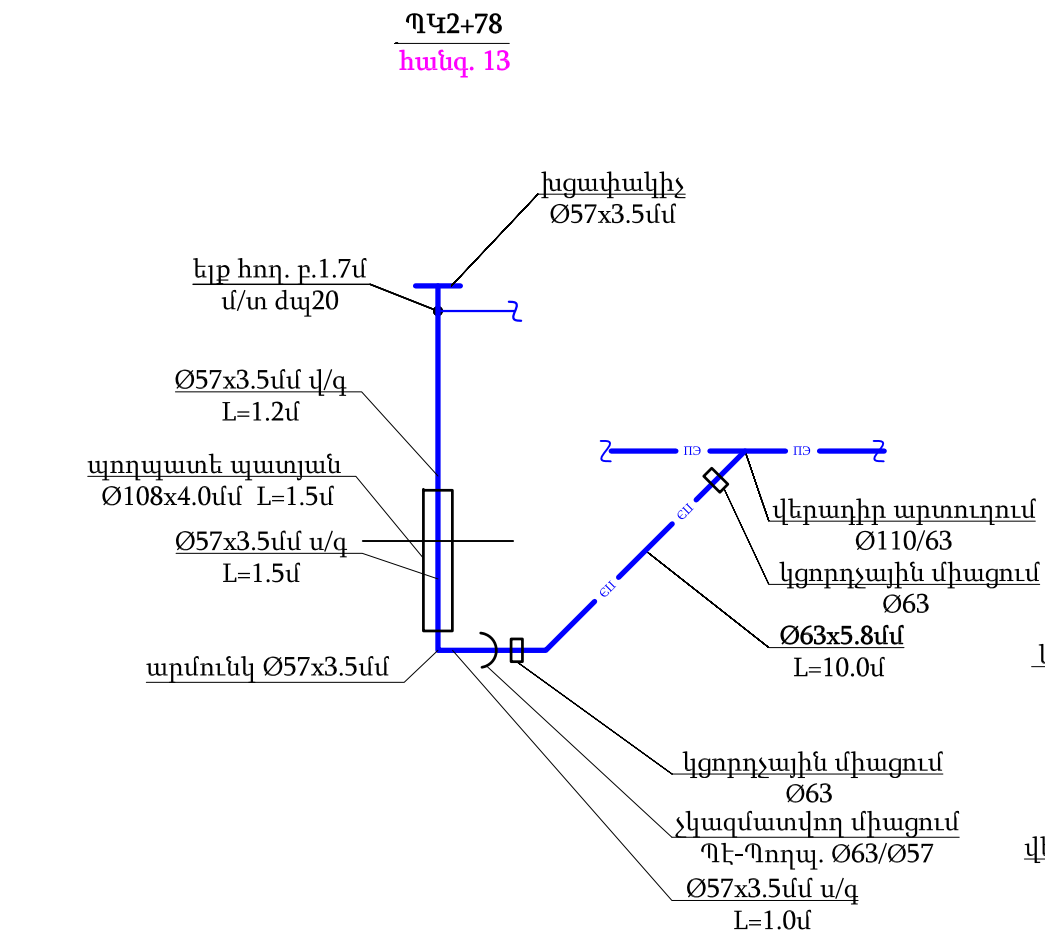 ՊԿ2+78
հանգ. 13
խցափակիչ
Ø57x3.5մմ
ելք հող. բ.1.7մ
մ/տ դպ20
Ø57x3.5մմ վ/գ
L=1.2մ
պողպատե պատյան
Ø108x4.0մմ L=1.5մ
Ø57x3.5մմ ս/գ
L=1.5մ
արմունկ Ø57x3.5մմ
ПЭ ПЭ
ПЭ
ПЭ
վերադիր արտուղում
Ø110/63
կցորդչային միացում
Ø63
Ø63x5.8մմ
L=10.0մ
կցորդչային միացում
Ø63
չկազմատվող միացում
Պէ-Պողպ. Ø63/Ø57
Ø57x3.5մմ ս/գ
L=1.0մ